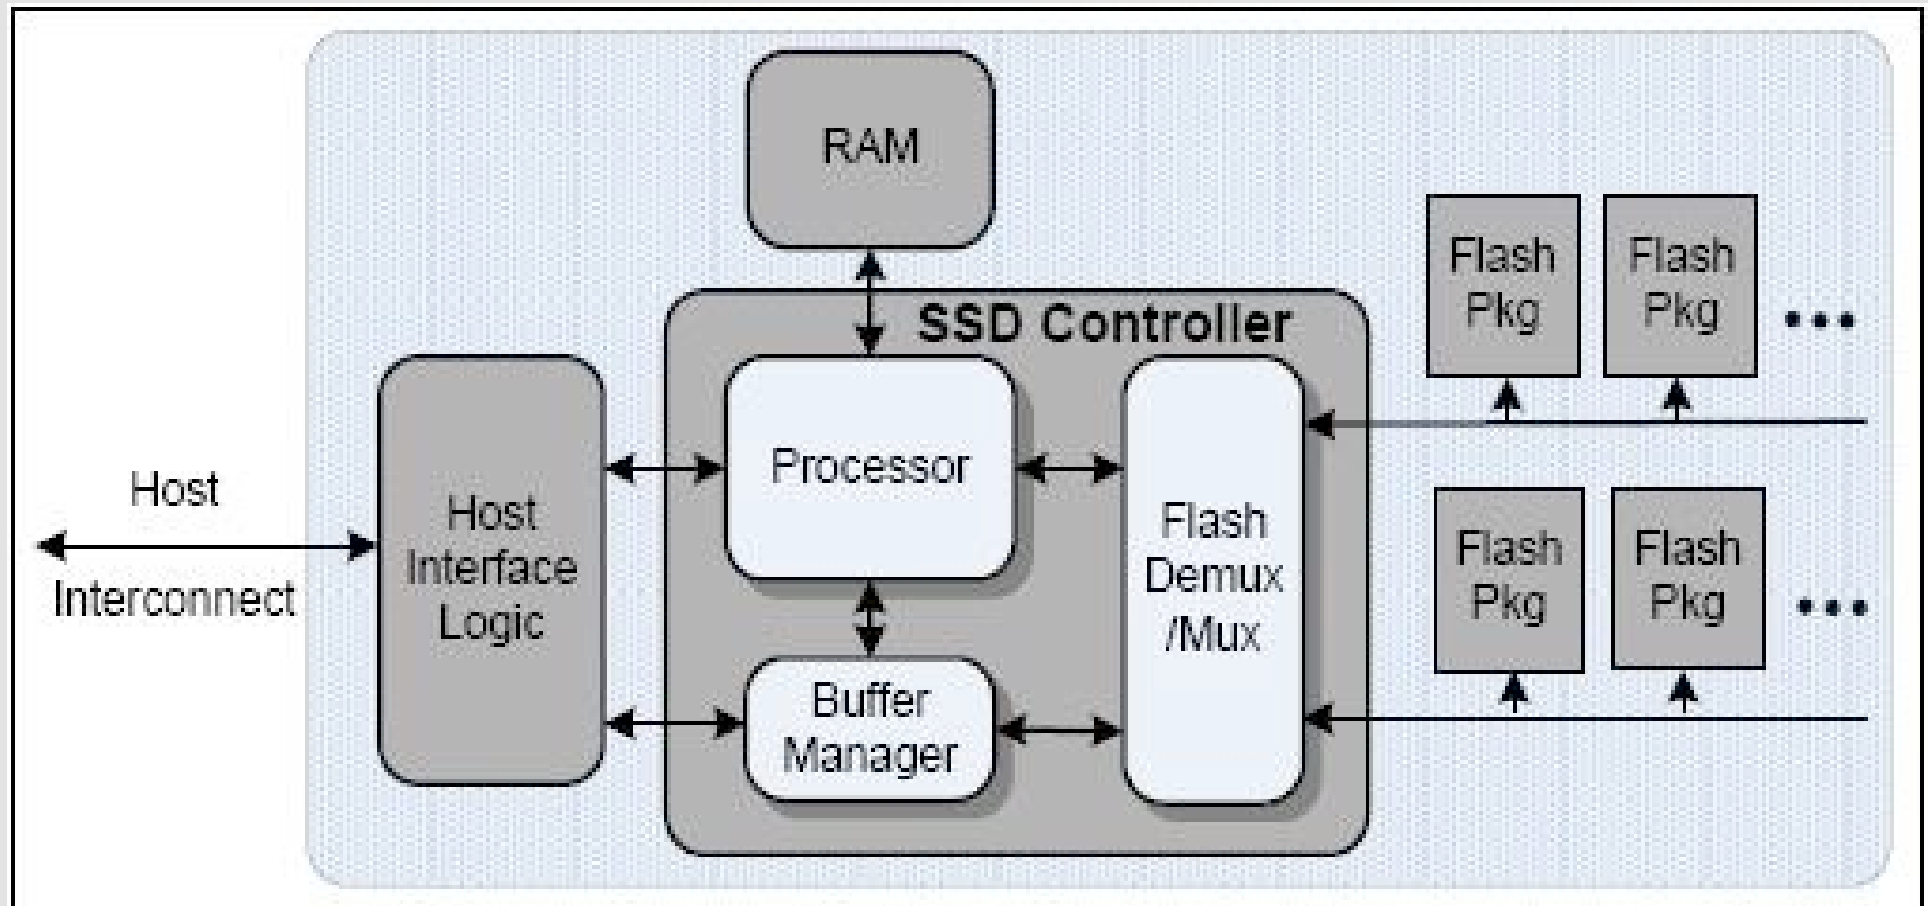 RAM
SSD Controller
Flash
Pkg
Flash
Pkg
...
Host
Interconnect
Host
Interface
Logic
Processor
Buffer
Manager
Flash
Demux
/Mux
Flash
Pkg
Flash
Pkg
...